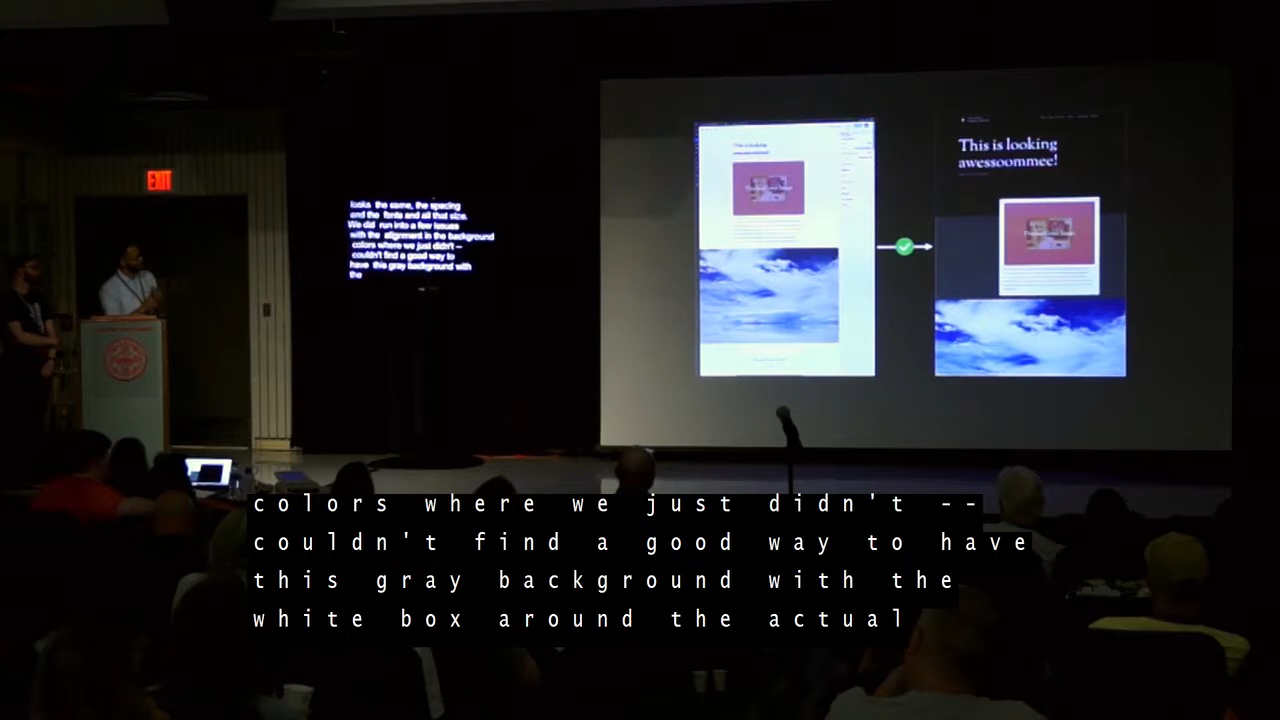 EXIT
looks the same, the spacing
and the fonts and all that size.
We did run into a few issues
with the alignment in the background
colors where we just didn't --
couldn't find a good way to
have this gray background with
the
This is looking
This is looking
awessoommee!
colors where we just didn't --
couldn't find a good way to have
this gray background with the
white box around the actual